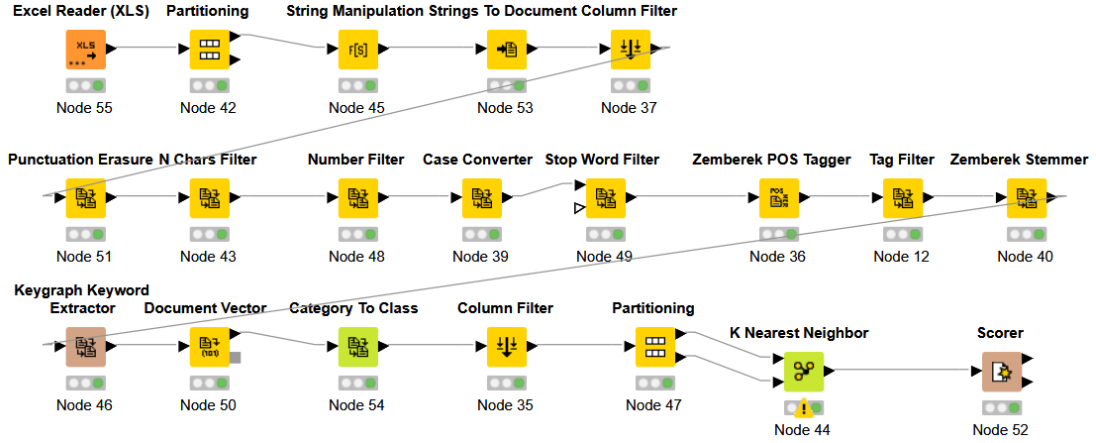 Excel Reader (XLS) Partitioning String Manipulation Strings To Document Column Filter
XLS F[S]
Node 55 Node 42 Node 45 Node 53 Node 37
Punctuation Erasure N Chars Filter Number Filter Case Converter Stop Word Filter Zemberek POS Tagger Tag Filter Zemberek Stemmer
POS
Node 51 Node 43 Node 48 Node 39 Node 49 Node 36 Node 12 Node 40
Keygraph Keyword
Extractor Document Vector Category To Class Column Filter Partitioning
K Nearest Neighbor Scorer
(101)
Node 46 Node 50 Node 54 Node 35 Node 47
Node 44 Node 52